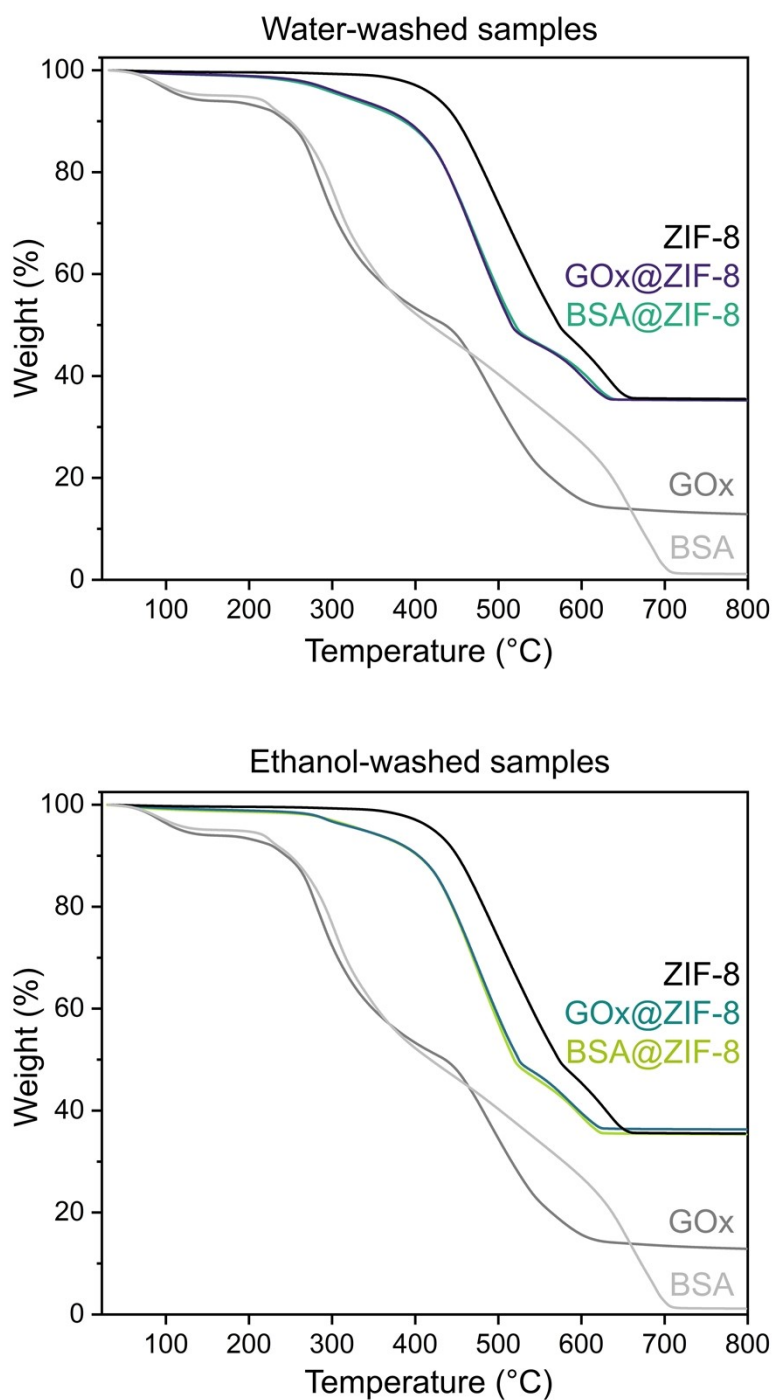 Water-washed samples
100
80
60
40
20
0
Weight (%)
ZIF-8
GOx@ZIF-8
BSA@ZIF-8
GOx
BSA
100 200 300 400 500 600 700 800
Temperature (°C)
Ethanol-washed samples
100
80
60
40
20
0
Weight (%)
ZIF-8
GOx@ZIF-8
BSA@ZIF-8
GOx
BSA
100 200 300 400 500 600 700 800
Temperature (°C)